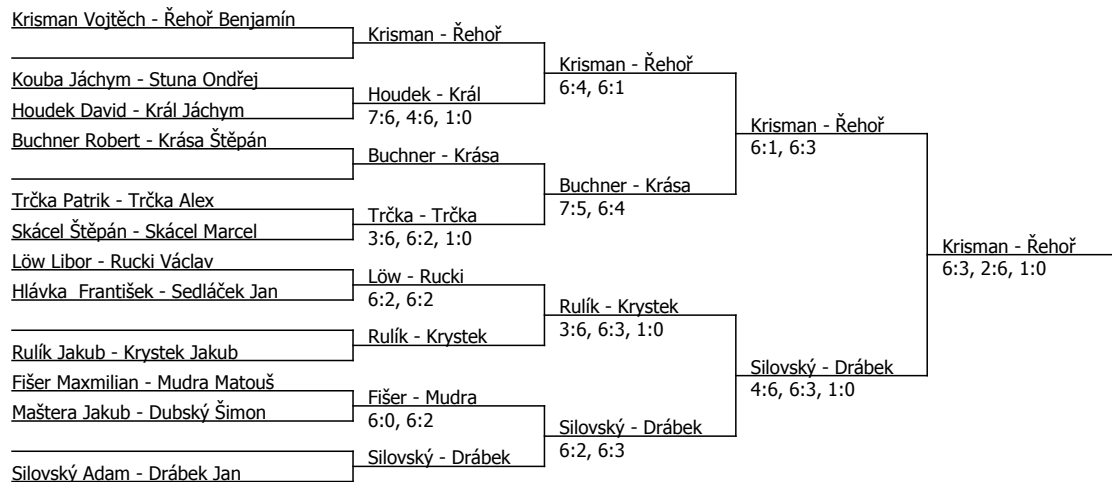 Krisman Vojtěch - Řehoř Benjamín
Krisman - Řehoř
Krisman - Řehoř
6:4, 6:1
Kouba Jáchym - Stuna Ondřej
Houdek - Král
7:6, 4:6, 1:0
Houdek David - Král Jáchym
Krisman - Řehoř
6:1, 6:3
Buchner Robert - Krása Štěpán
Buchner - Krása
Buchner - Krása
7:5, 6:4
Trčka Patrik - Trčka Alex
Trčka - Trčka
3:6, 6:2, 1:0
Skácel Štěpán - Skácel Marcel
Krisman - Řehoř
6:3, 2:6, 1:0
Löw Libor - Rucki Václav
Löw - Rucki
6:2, 6:2
Hlávka  František - Sedláček Jan
Rulík - Krystek
3:6, 6:3, 1:0
Rulík - Krystek
Rulík Jakub - Krystek Jakub
Silovský - Drábek
4:6, 6:3, 1:0
Fišer Maxmilian - Mudra Matouš
Fišer - Mudra
6:0, 6:2
Maštera Jakub - Dubský Šimon
Silovský - Drábek
6:2, 6:3
Silovský - Drábek
Silovský Adam - Drábek Jan